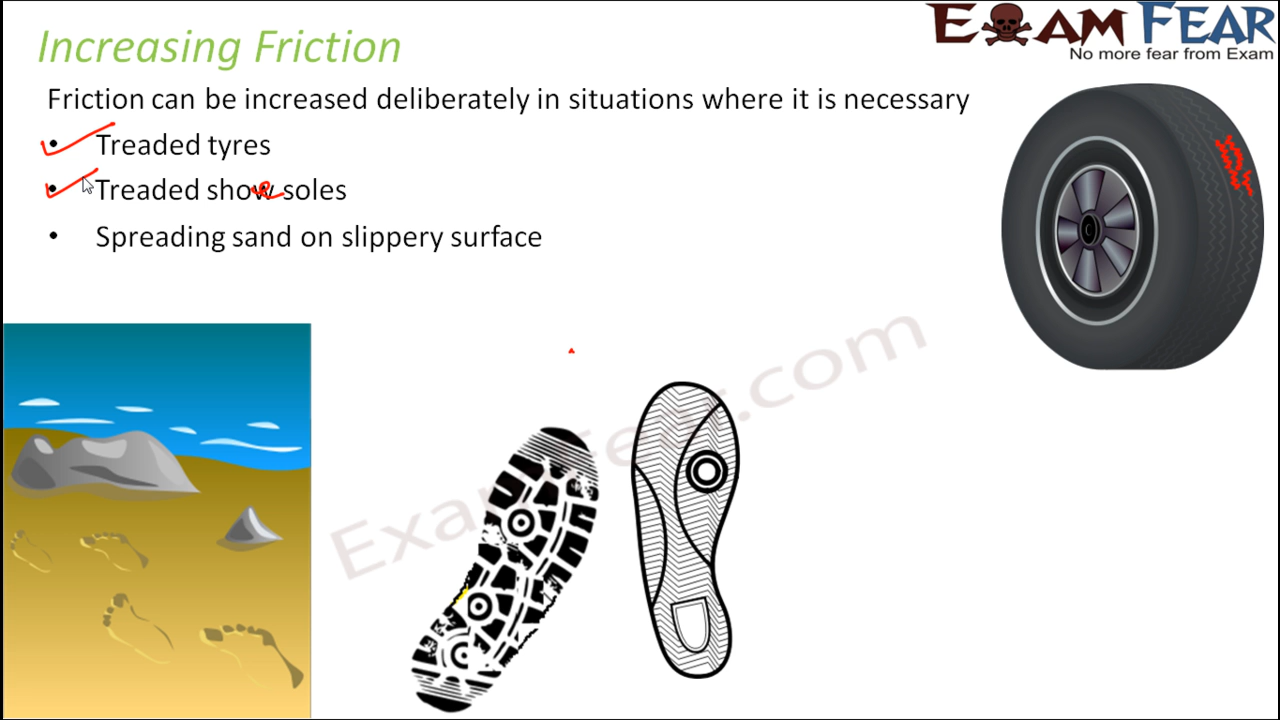 Increasing Friction
EXAM FEAR
No more fear from Exam
Friction can be increased deliberately in situations where it is necessary
• Treaded tyres
• Treaded show soles
• Spreading sand on slippery surface
ExamFear.com